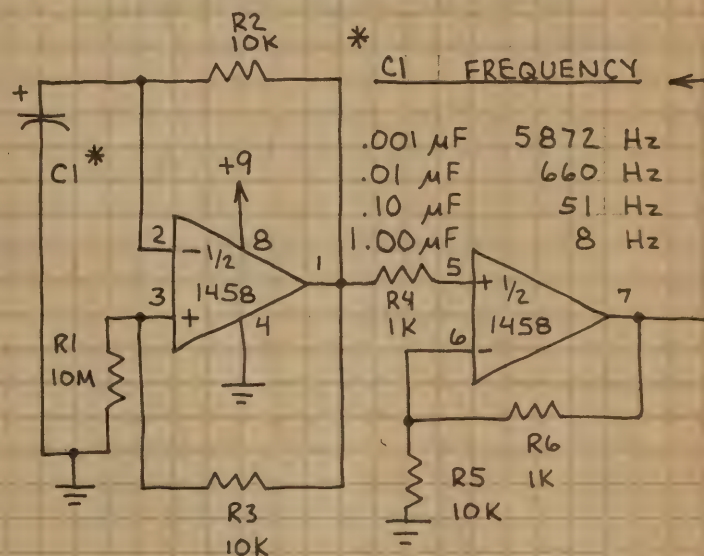 R2
10K
*
C1 FREQUENCY
.001 µF 5872 Hz
.01 µF 660 Hz
.10 µF 51 Hz
1.00 µF 8 Hz
+
C1 *
+9
2
-
8
1/2
1458
1
3
+
4
R1
10M
R3
10K
R4
1K
5
+
1/2
1458
7
6
-
R6
1K
R5
10K